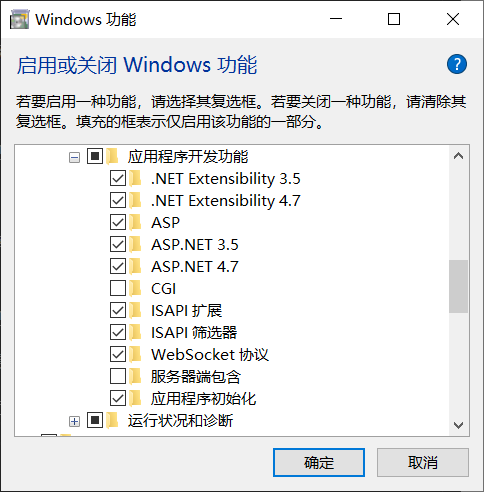 Windows 功能
启用或关闭 Windows 功能
?
若要启用一种功能，请选择其复选框。若要关闭一种功能，请清除其
复选框。填充的框表示仅启用该功能的一部分。
应用程序开发功能
.NET Extensibility 3.5
.NET Extensibility 4.7
ASP
ASP.NET 3.5
ASP.NET 4.7
CGI
ISAPI 扩展
ISAPI 筛选器
WebSocket 协议
服务器端包含
应用程序初始化
运行状况和诊断
确定
取消